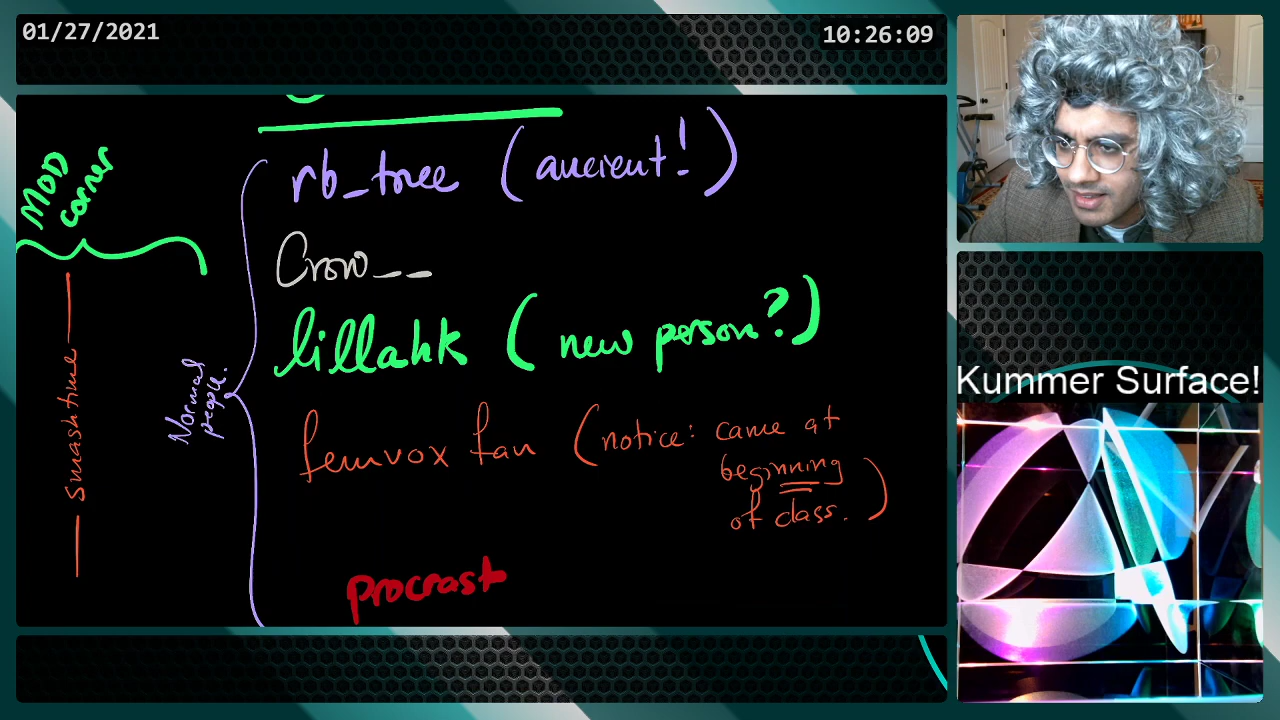 01/27/2021
10:26:09
MOD
corner
Smashtime
Normal
people.
rb_tree (ancient!)
Crow__
lillahk (new person?)
femvox fan (notice: came at
beginning
of class.)
procrast
Kummer Surface!